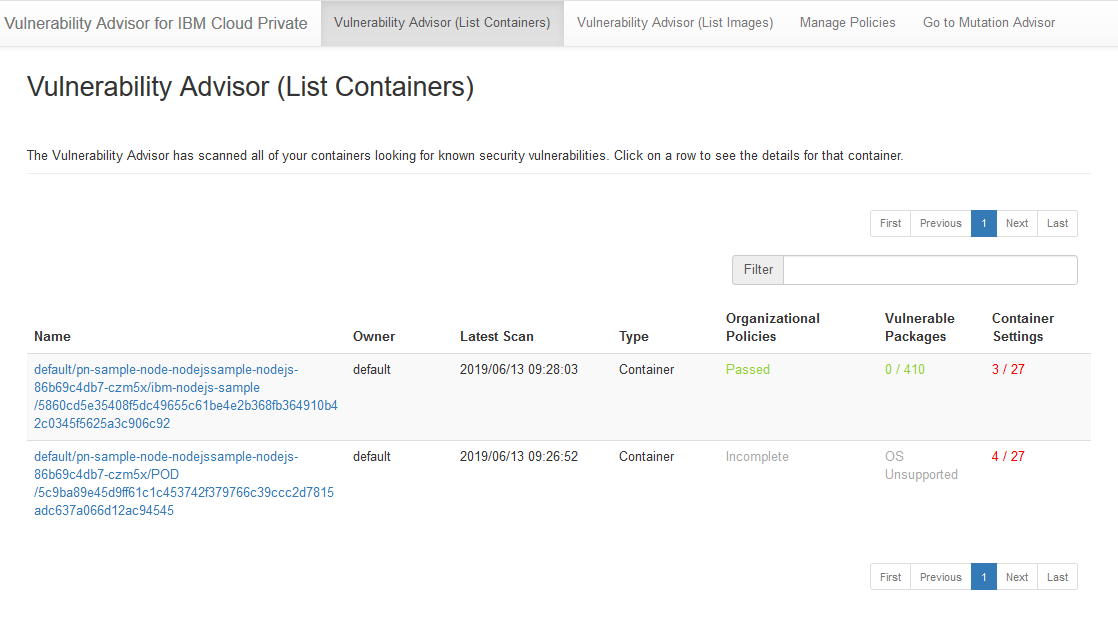 Vulnerability Advisor for IBM Cloud Private Vulnerability Advisor (List Containers) Vulnerability Advisor (List Images) Manage Policies Go to Mutation Advisor
Vulnerability Advisor (List Containers)
The Vulnerability Advisor has scanned all of your containers looking for known security vulnerabilities. Click on a row to see the details for that container.
First Previous 1 Next Last
Filter
Name Owner Latest Scan Type Organizational Policies Vulnerable Packages Container Settings
default/pn-sample-node-nodejssample-nodejs- default 2019/06/13 09:28:03 Container Passed 0 / 410 3 / 27
86b69c4db7-czm5x/ibm-nodejs-sample
/5860cd5e35408f5dc49655c61be4e2b368fb364910b4
2c0345f5625a3c906c92
default/pn-sample-node-nodejssample-nodejs- default 2019/06/13 09:26:52 Container Incomplete OS 4 / 27
86b69c4db7-czm5x/POD Unsupported
/5c9ba89e45d9ff61c1c453742f379766c39ccc2d7815
adc637a066d12ac94545
First Previous 1 Next Last